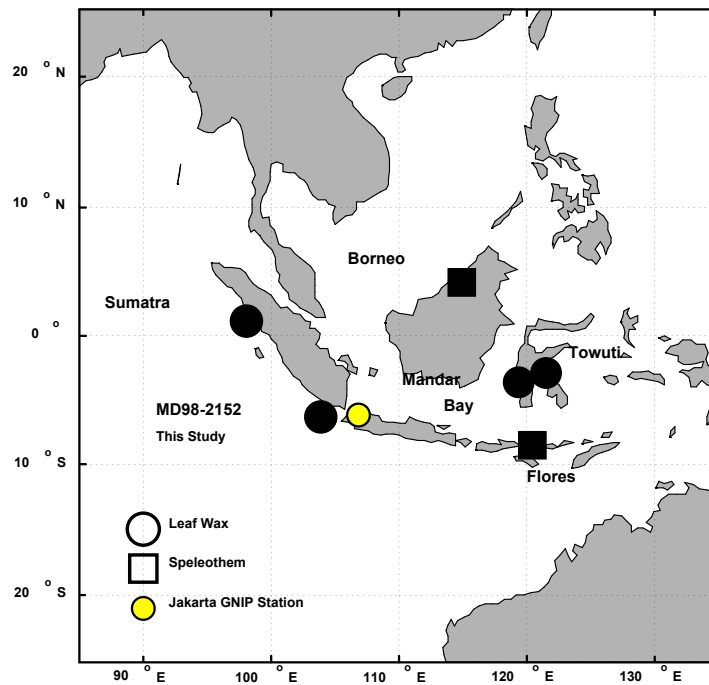 20 ° N
10 ° N
Borneo
Sumatra
0 °
Towuti
Mandar
Bay
MD98-2152
This Study
10 ° S
Flores
Leaf Wax
Speleothem
20 ° S
Jakarta GNIP Station
90 ° E 100 ° E 110 ° E 120 ° E 130 ° E